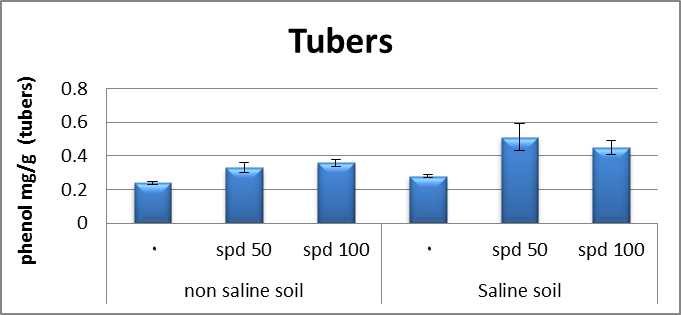 Tubers
phenol mg/g (tubers)
0.8
0.6
0.4
0.2
0
spd 50
spd 100
spd 50
spd 100
non saline soil
Saline soil